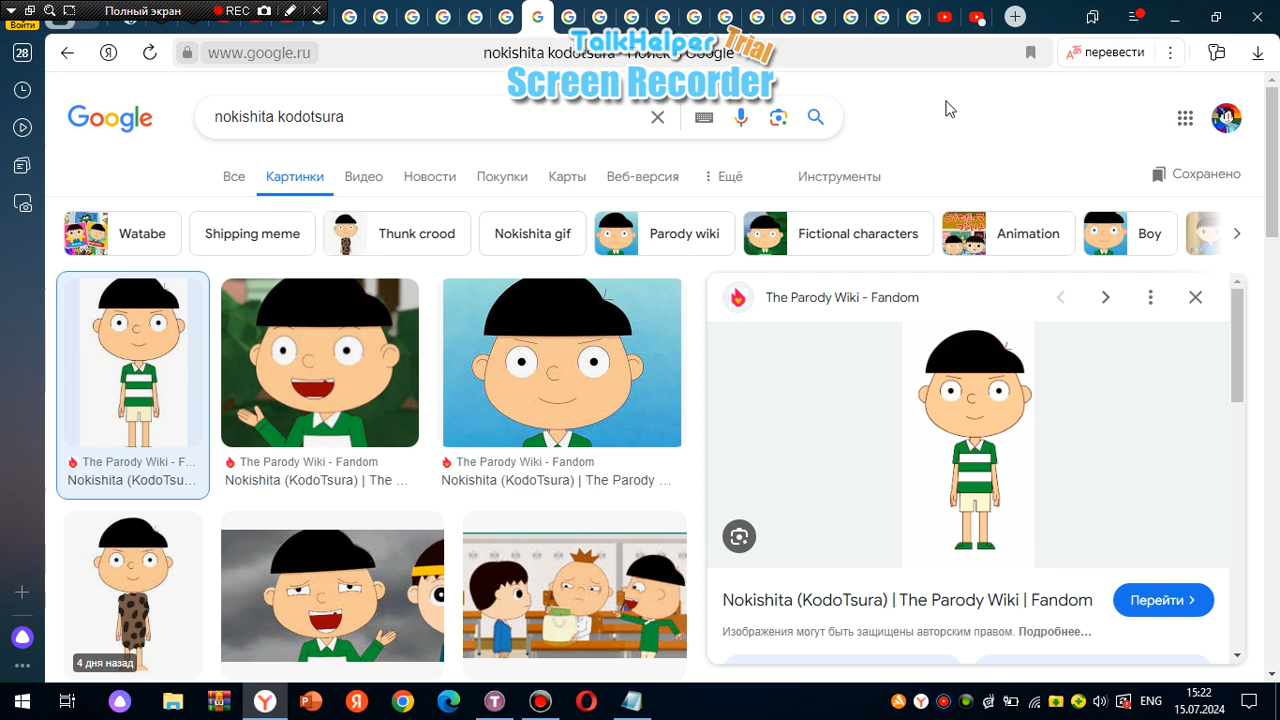 Полный экран
REC
Войти
28
www.google.ru
nokishita kodotsura
Google
перевести
TalkHelper Trial
Screen Recorder
Google
nokishita kodotsura
Все
Картинки
Видео
Новости
Покупки
Карты
Веб-версия
Ещё
Инструменты
Сохранено
Watabe
Shipping meme
Thunk crood
Nokishita gif
Parody wiki
Fictional characters
Animation
Boy
The Parody Wiki - Fandom
The Parody Wiki - F...
Nokishita (KodoTsu...
The Parody Wiki - Fandom
Nokishita (KodoTsura) | The ...
The Parody Wiki - Fandom
Nokishita (KodoTsura) | The Parody ...
4 дня назад
Nokishita (KodoTsura) | The Parody Wiki | Fandom
Перейти
Изображения могут быть защищены авторским правом. Подробнее...
ENG
15:22
15.07.2024